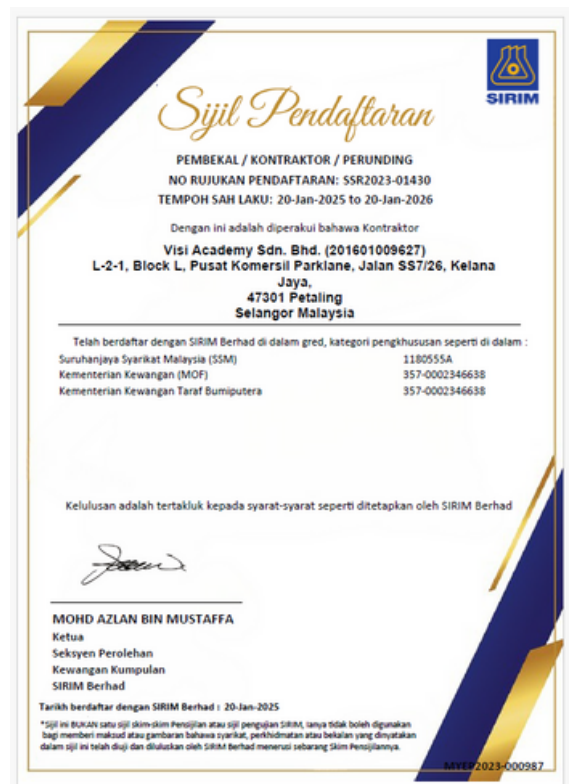 SIRIM
Sijil Pendaftaran
PEMBEKAL / KONTRAKTOR / PERUNDING
NO RUJUKAN PENDAFTARAN: SSR2023-01430
TEMPOH SAH LAKU: 20-Jan-2025 to 20-Jan-2026
Dengan ini adalah diperakui bahawa Kontraktor
Visi Academy Sdn. Bhd. (201601009627)
L-2-1, Block L, Pusat Komersil Parklane, Jalan SS7/26, Kelana
Jaya,
47301 Petaling
Selangor Malaysia
Telah berdaftar dengan SIRIM Berhad di dalam gred, kategori pengkhususan seperti di dalam :
Suruhanjaya Syarikat Malaysia (SSM) 1180555A
Kementerian Kewangan (MOF) 357-0002346638
Kementerian Kewangan Taraf Bumiputera 357-0002346638
Kelulusan adalah tertakluk kepada syarat-syarat seperti ditetapkan oleh SIRIM Berhad
MOHD AZLAN BIN MUSTAFFA
Ketua
Seksyen Perolehan
Kewangan Kumpulan
SIRIM Berhad
Tarikh berdaftar dengan SIRIM Berhad : 20-Jan-2025
*Sijil ini BUKAN satu sijil skim-skim Pensijilan atau sijil pengujian SIRIM, ianya tidak boleh digunakan
bagi memberi maksud atau gambaran bahawa syarikat, perkhidmatan atau bekalan yang dinyatakan
dalam sijil ini telah diuji dan diluluskan oleh SIRIM Berhad menerusi sebarang Skim Pensijilannya.
MYEP2023-000987